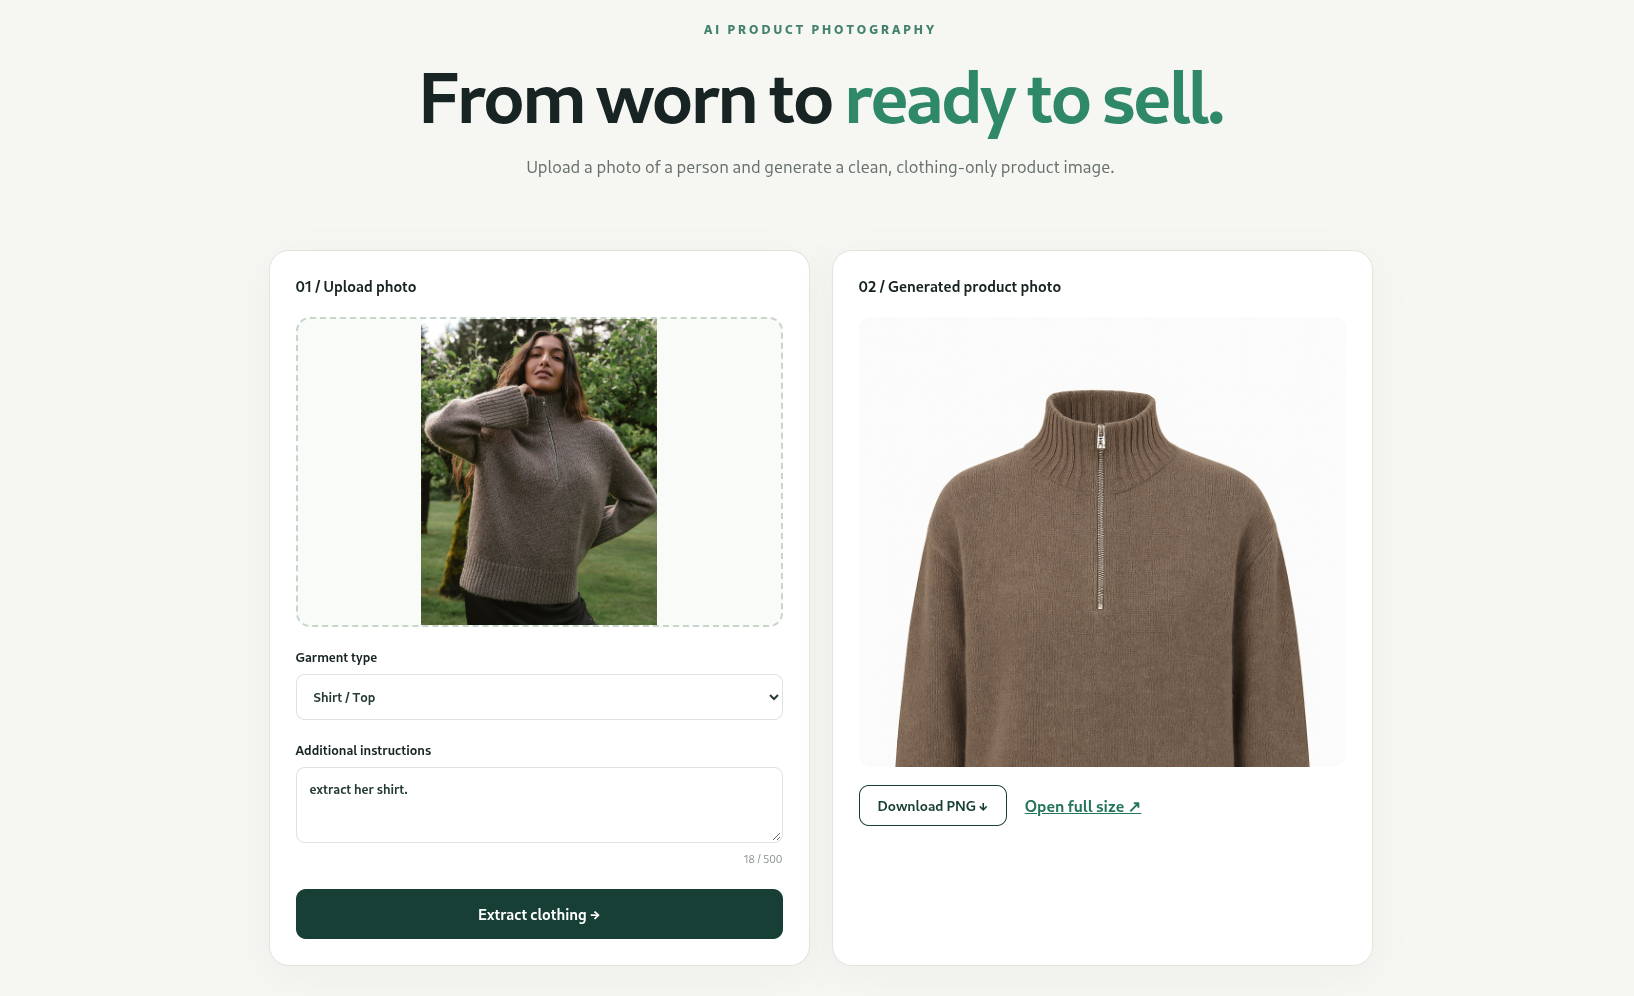 AI PRODUCT PHOTOGRAPHY
From worn to ready to sell.
Upload a photo of a person and generate a clean, clothing-only product image.
01 / Upload photo
Garment type
Shirt / Top
Additional instructions
extract her shirt.
18 / 500
Extract clothing →
02 / Generated product photo
Download PNG ↓
Open full size ↗